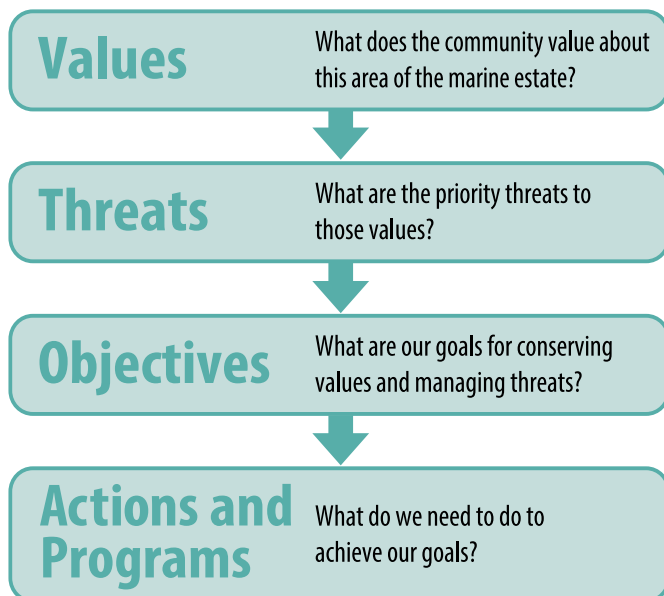 Values
What does the community value about
this area of the marine estate?
Threats
What are the priority threats to
those values?
Objectives
What are our goals for conserving
values and managing threats?
Actions and
Programs
What do we need to do to
achieve our goals?